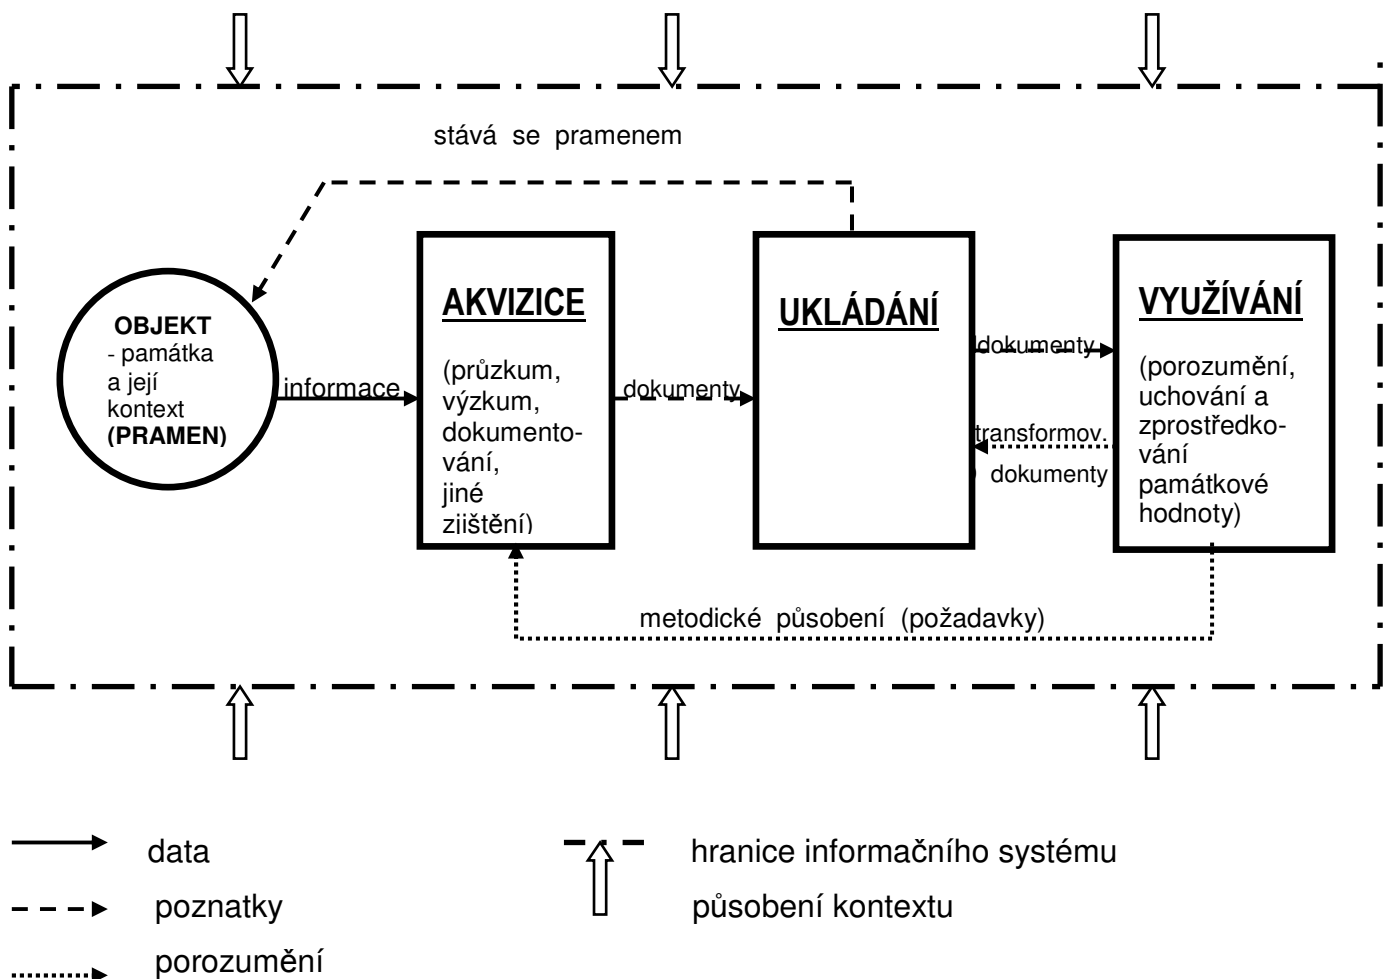 stává se pramenem
OBJEKT
- památka
a její
kontext
(PRAMEN)
informace
AKVIZICE
(průzkum,
výzkum,
dokumento-
vání,
jiné
zjištění)
dokumenty
UKLÁDÁNÍ
dokumenty
transformov.
dokumenty
VYUŽÍVÁNÍ
(porozumění,
uchování a
zprostředko-
vání
památkové
hodnoty)
metodické působení (požadavky)
data
poznatky
porozumění
hranice informačního systému
působení kontextu